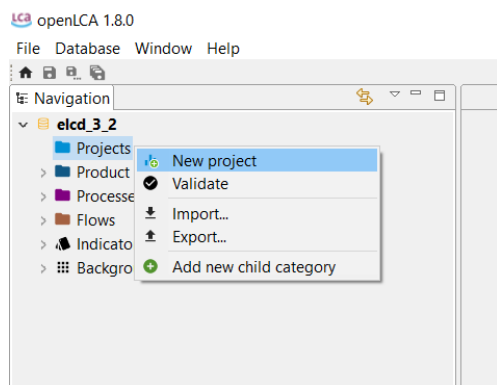 LCA openLCA 1.8.0
File Database Window Help
Navigation
elcd_3_2
Projects
New project
Product
Validate
Processe
Flows
Import...
Export...
Indicato
Backgro
Add new child category